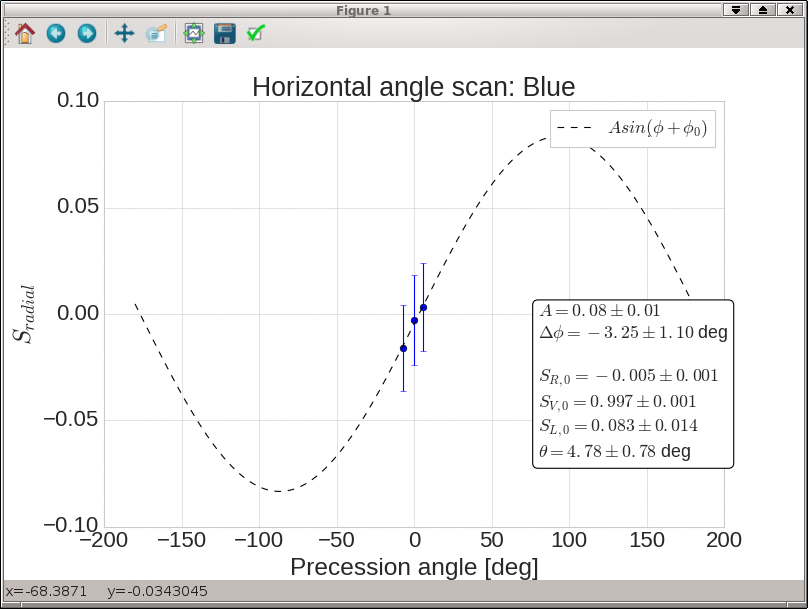 Figure 1
Horizontal angle scan: Blue
0.10
0.05
0.00
−0.05
−0.10
S_radial
Asin(ϕ+ϕ₀)
A=0.08±0.01
Δϕ=−3.25±1.10 deg
S_R,0=−0.005±0.001
S_V,0=0.997±0.001
S_L,0=0.083±0.014
θ=4.78±0.78 deg
−200 −150 −100 −50 0 50 100 150 200
Precession angle [deg]
x=-68.3871 y=-0.0343045